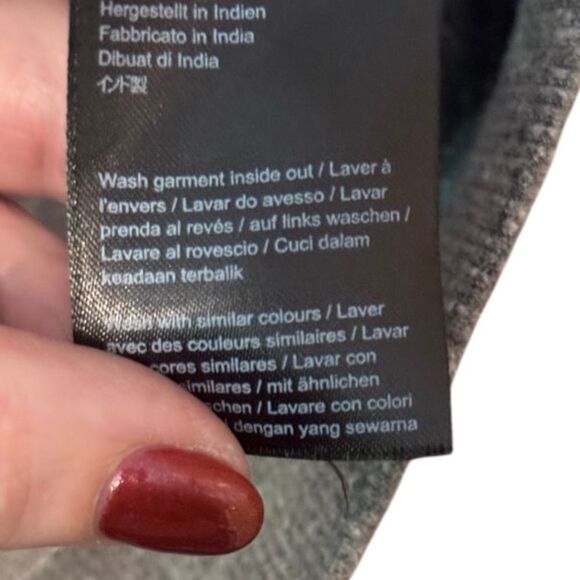 Hergestellt in Indien
Fabbricato in India
Dibuat di India
インド製
Wash garment inside out / Laver à
l'envers / Lavar do avesso / Lavar
prenda al revés / auf links waschen /
Lavare al rovescio / Cuci dalam
keadaan terbalik
with similar colours / Laver
avec des couleurs similaires / Lavar
cores similares / Lavar con
similares / mit ähnlichen
/ Lavare con colori
dengan yang sewarna